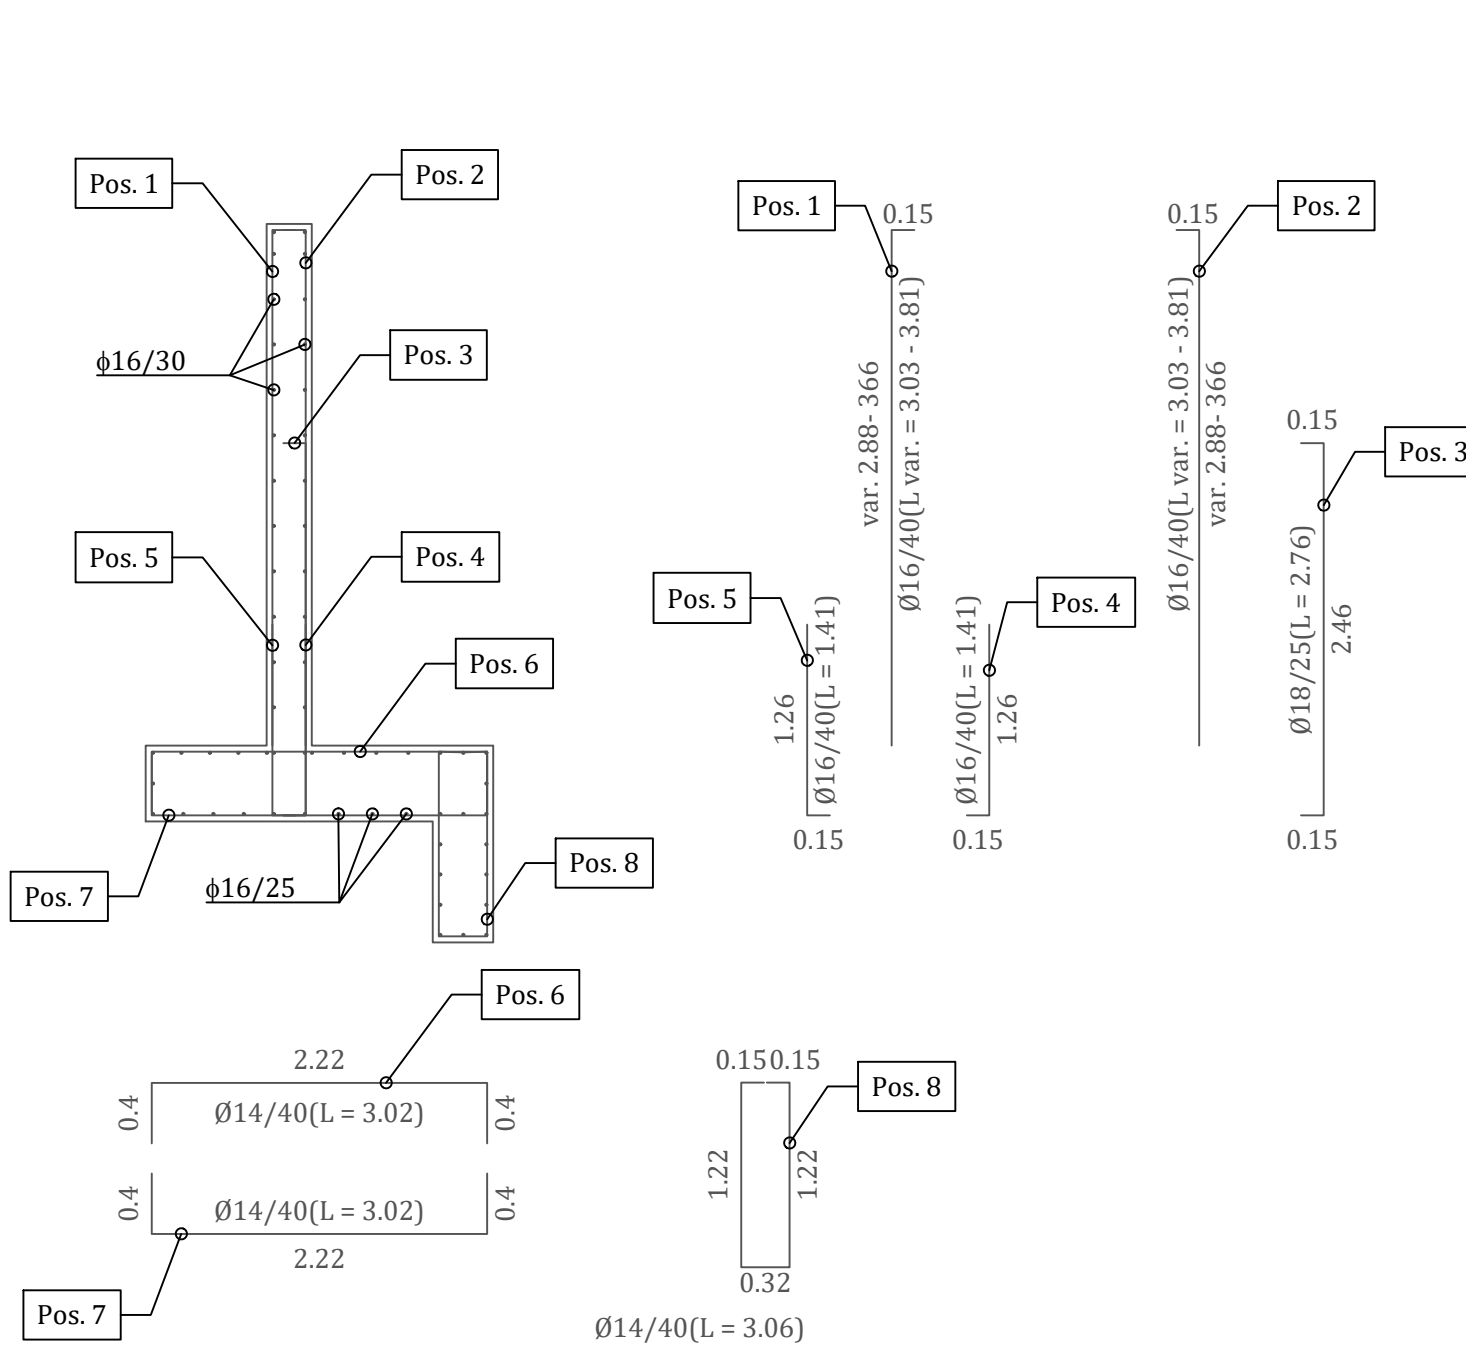 Pos. 1
Pos. 2
ϕ16/30
Pos. 3
Pos. 5
Pos. 4
Pos. 6
Pos. 7
ϕ16/25
Pos. 8
Pos. 1
0.15
var. 2.88- 366
Ø16/40(L var. = 3.03 - 3.81)
0.15
Pos. 2
Ø16/40(L var. = 3.03 - 3.81)
var. 2.88- 366
0.15
Pos. 3
Ø18/25(L = 2.76)
2.46
0.15
Pos. 5
1.26
Ø16/40(L = 1.41)
0.15
Pos. 4
Ø16/40(L = 1.41)
1.26
0.15
Pos. 6
2.22
0.4
Ø14/40(L = 3.02)
0.4
0.4
Ø14/40(L = 3.02)
0.4
2.22
Pos. 7
0.15 0.15
Pos. 8
1.22
1.22
0.32
Ø14/40(L = 3.06)